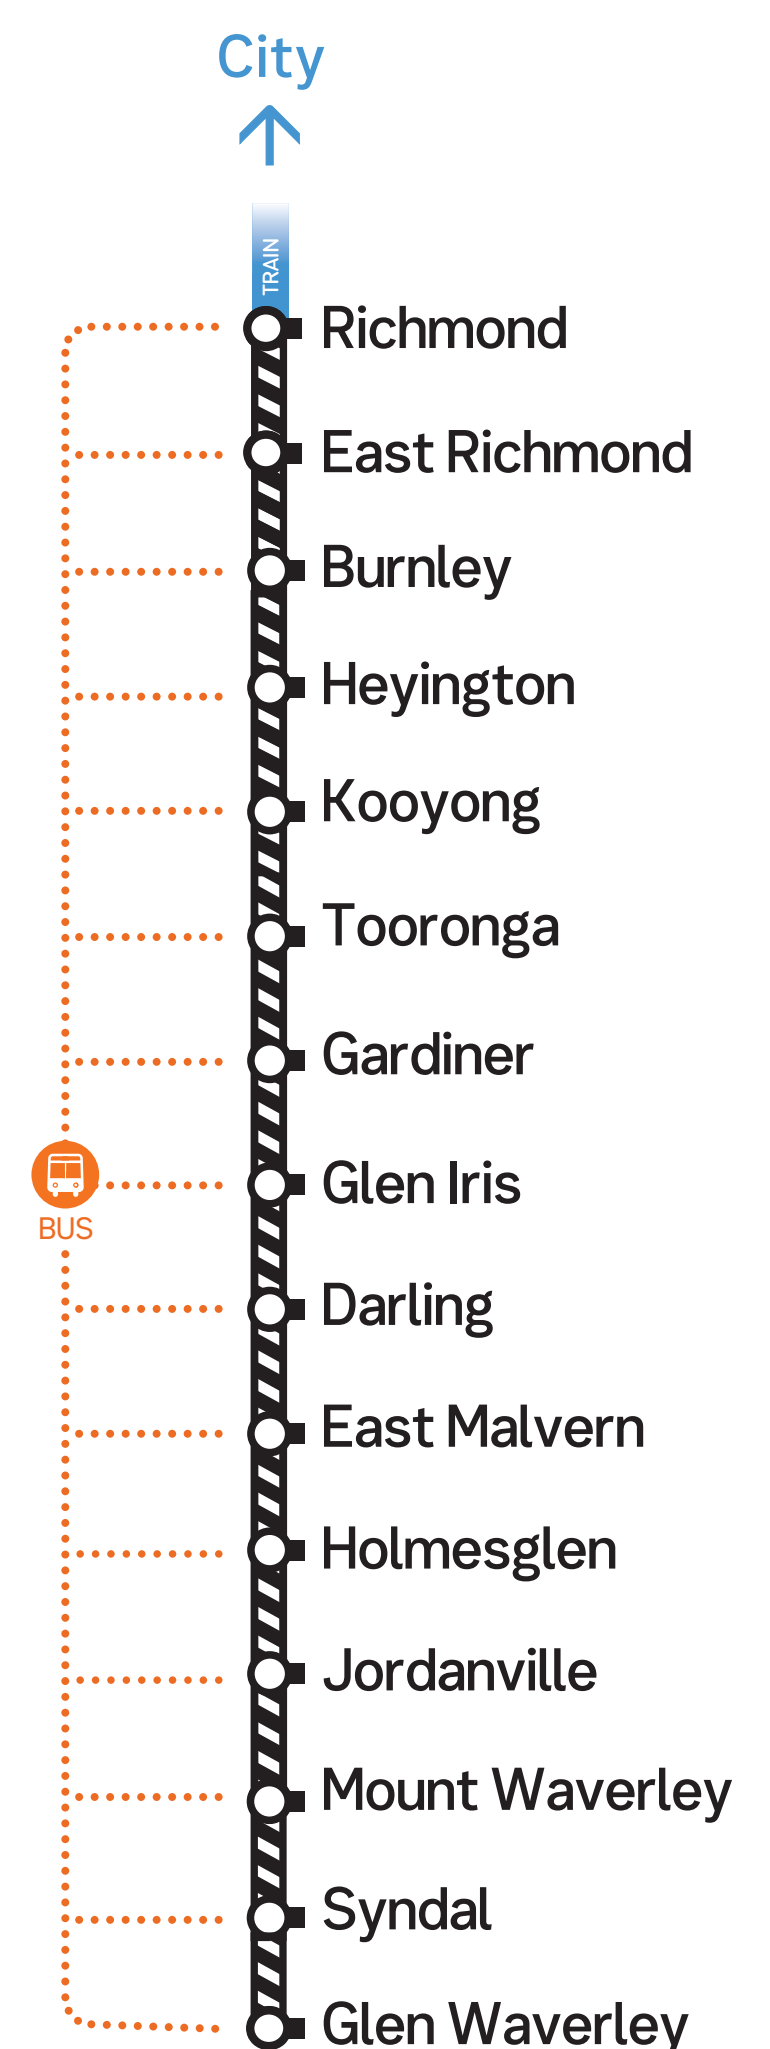 City
TRAIN
Richmond
East Richmond
Burnley
Heyington
Kooyong
Tooronga
Gardiner
Glen Iris
BUS
Darling
East Malvern
Holmesglen
Jordanville
Mount Waverley
Syndal
Glen Waverley